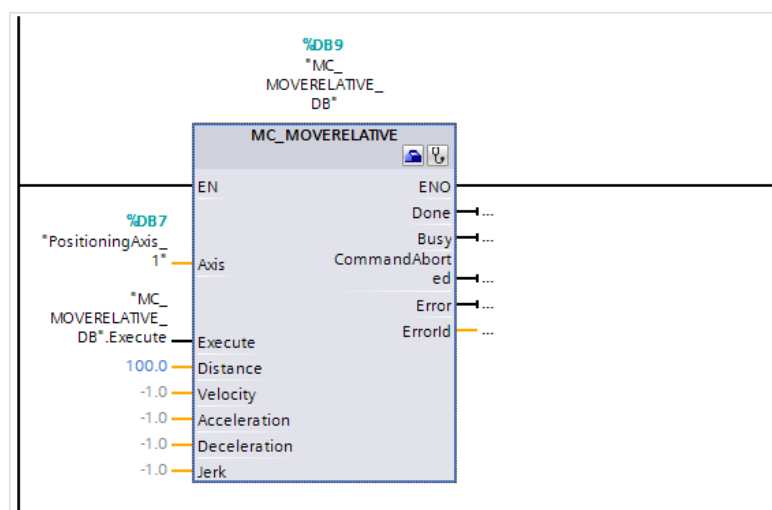 %DB9
"MC_
MOVERELATIVE_
DB"
MC_MOVERELATIVE
EN
ENO
%DB7
Done
...
"PositioningAxis_
Busy
...
1"
Axis
CommandAbort
ed
...
"MC_
Error
...
MOVERELATIVE_
ErrorId
...
DB".Execute
Execute
100.0
Distance
-1.0
Velocity
-1.0
Acceleration
-1.0
Deceleration
-1.0
Jerk